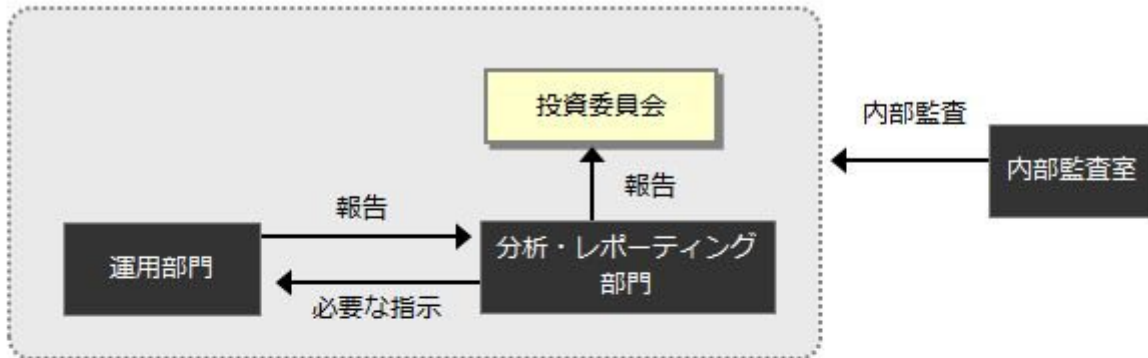 投資委員会
内部監査
内部監査室
報告
報告
運用部門
分析・レポーティング
部門
必要な指示